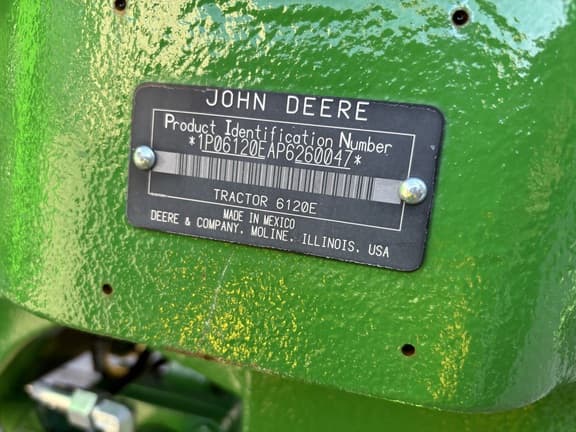 JOHN DEERE
Product Identification Number
*1P06120EAP6260047*
TRACTOR 6120E
MADE IN MEXICO
DEERE & COMPANY, MOLINE, ILLINOIS, USA